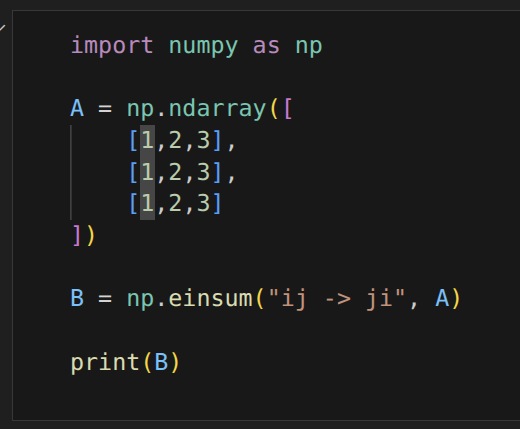 import numpy as np
A = np.ndarray([
[1,2,3],
[1,2,3],
[1,2,3]
])
B = np.einsum("ij -> ji", A)
print(B)